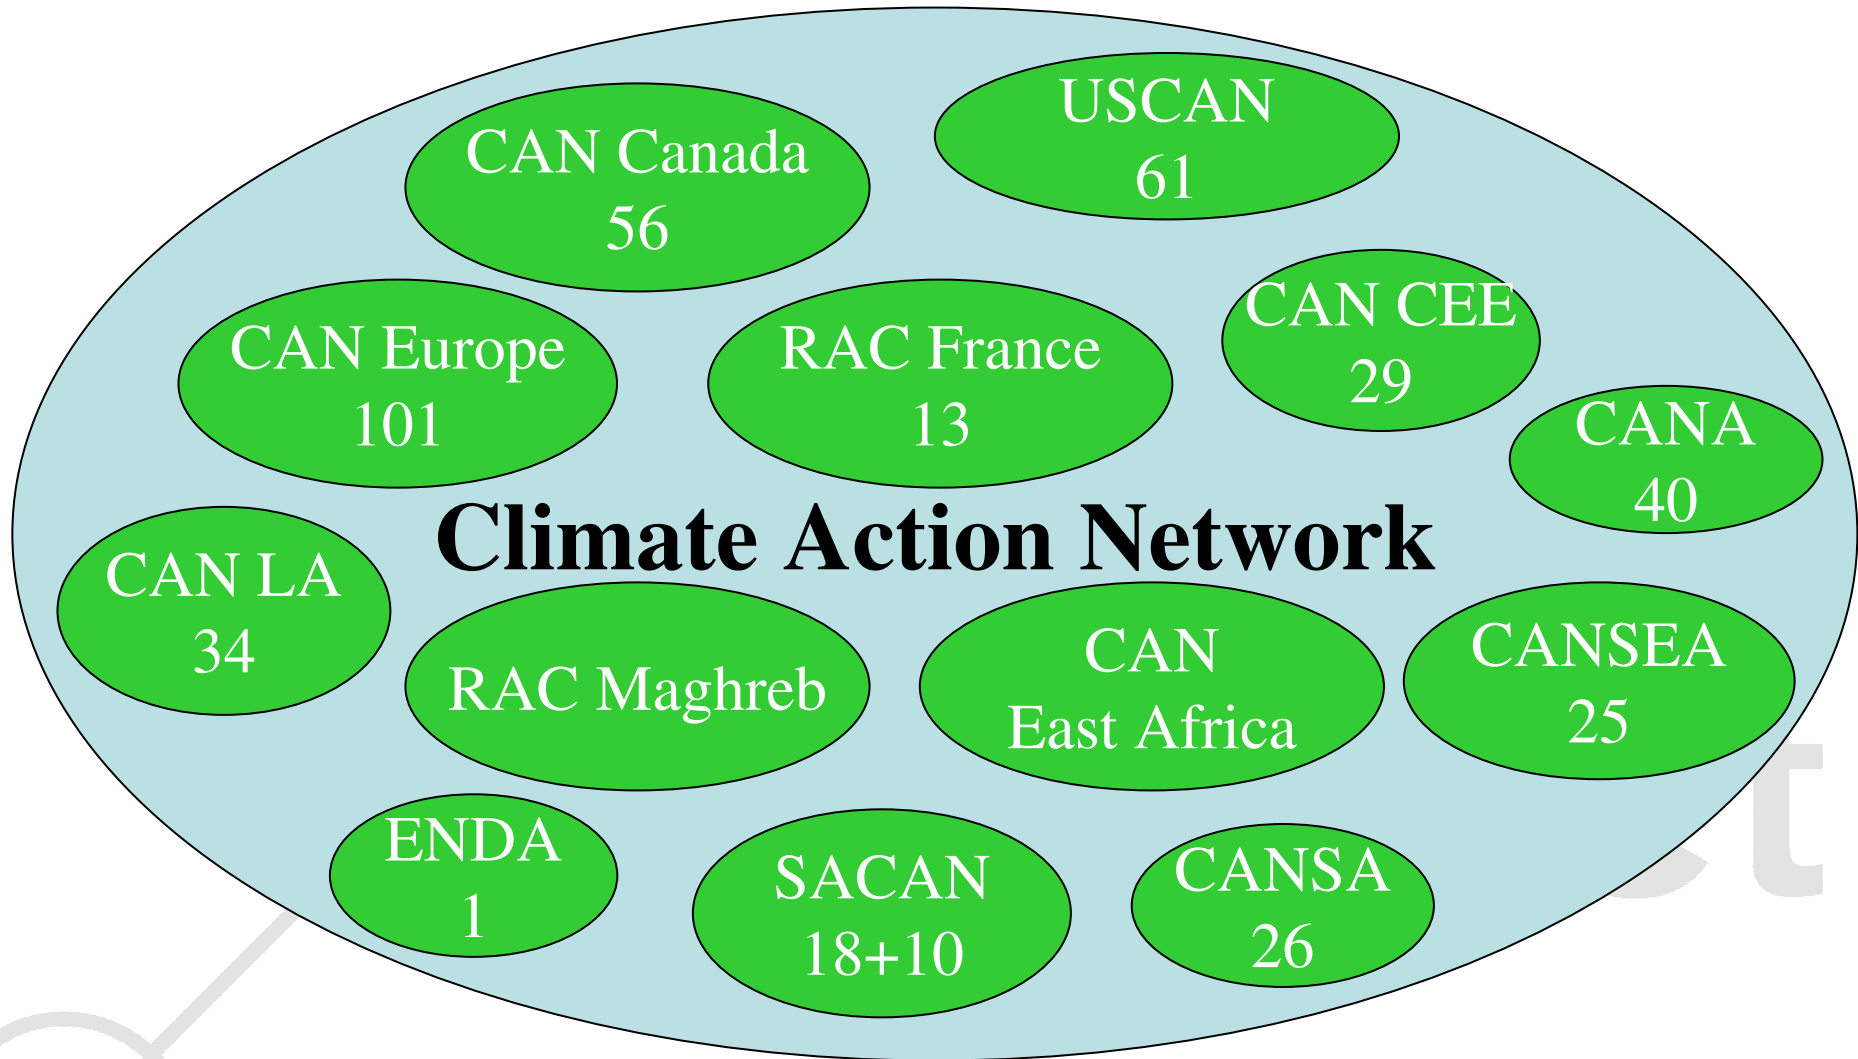 USCAN
61
CAN Canada
56
CAN CEE
29
CAN Europe
101
RAC France
13
CANA
40
Climate Action Network
CAN LA
34
RAC Maghreb
CAN
East Africa
CANSEA
25
ENDA
1
SACAN
18+10
CANSA
26